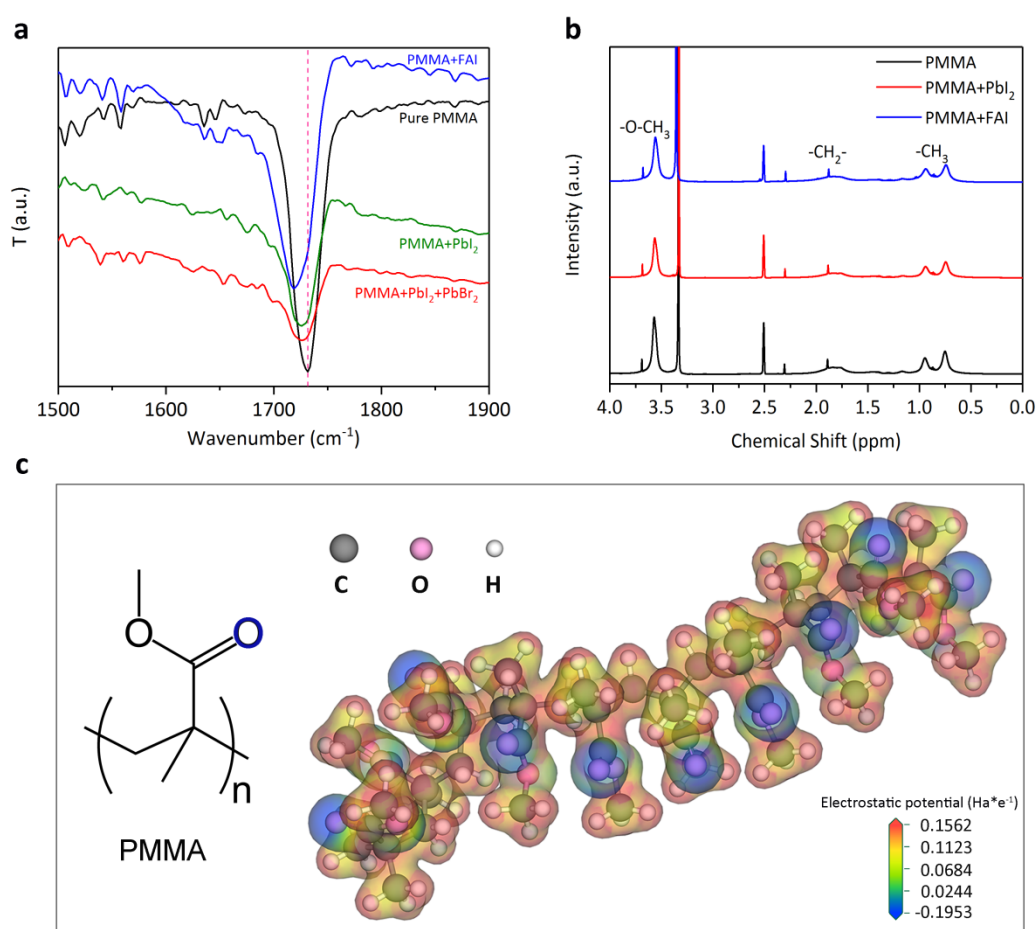 a
PMMA+FAI
Pure PMMA
PMMA+PbI₂
PMMA+PbI₂+PbBr₂
T (a.u.)
1500 1600 1700 1800 1900
Wavenumber (cm⁻¹)
b
PMMA
PMMA+PbI₂
PMMA+FAI
-O-CH₃
-CH₂-
-CH₃
Intensity (a.u.)
4.0 3.5 3.0 2.5 2.0 1.5 1.0 0.5 0.0
Chemical Shift (ppm)
c
C O H
O O
n
PMMA
Electrostatic potential (Ha*e⁻¹)
0.1562
0.1123
0.0684
0.0244
-0.1953